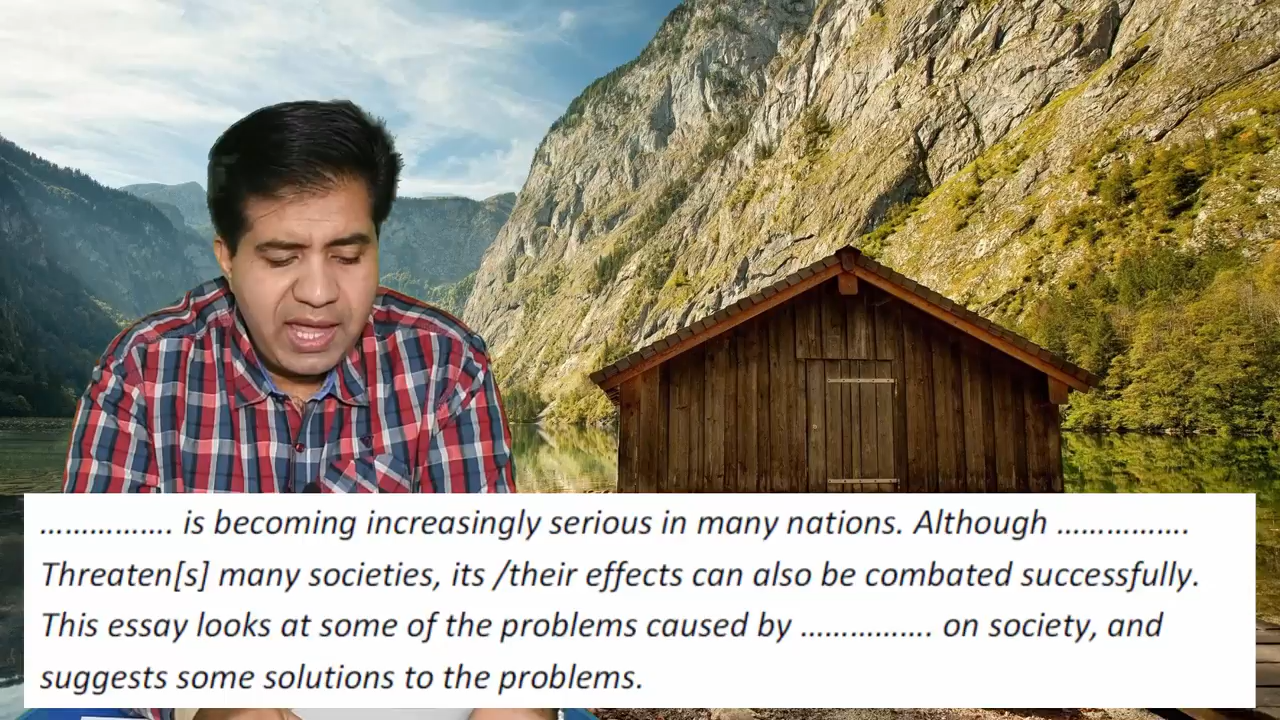 ……………. is becoming increasingly serious in many nations. Although …………….
Threaten[s] many societies, its /their effects can also be combated successfully.
This essay looks at some of the problems caused by ……………. on society, and
suggests some solutions to the problems.